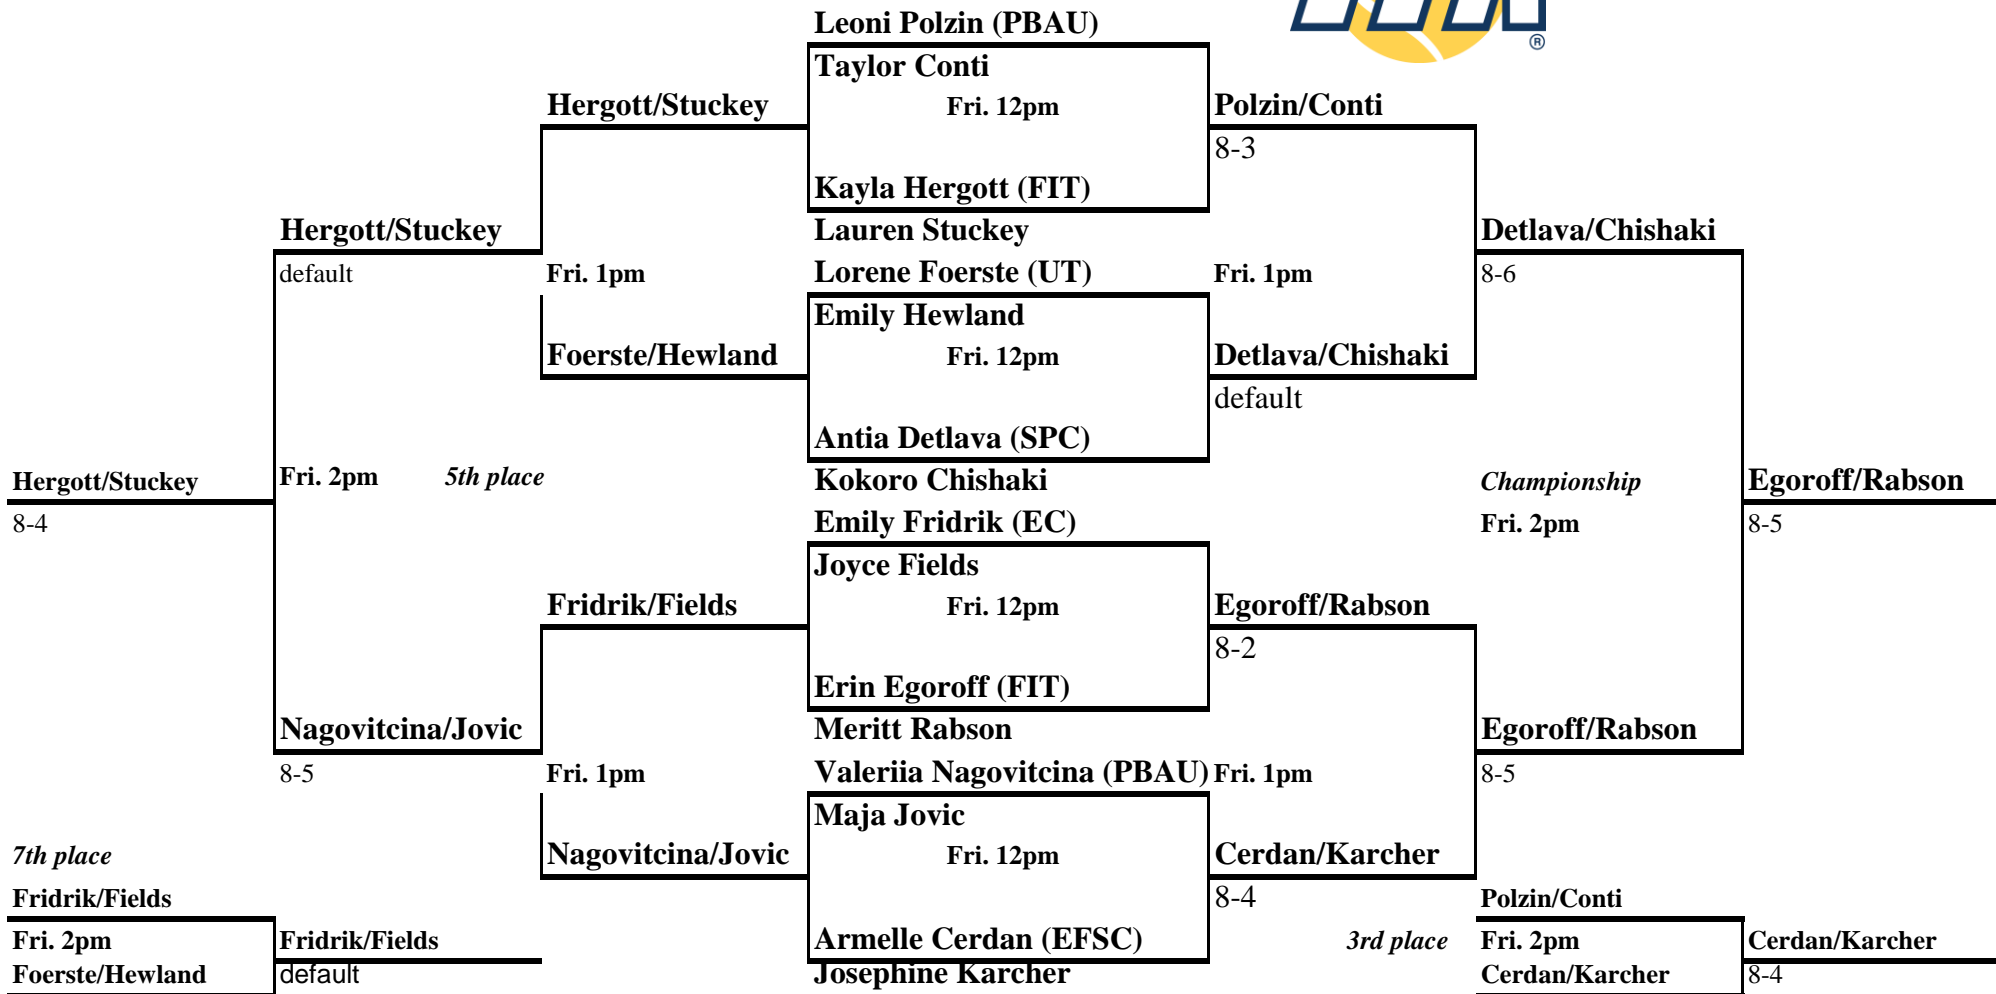 Leoni Polzin (PBAU)
®
Taylor Conti
Hergott/Stuckey
Fri. 12pm
Polzin/Conti
8-3
Kayla Hergott (FIT)
Hergott/Stuckey
Lauren Stuckey
Detlava/Chishaki
default
Fri. 1pm
Lorene Foerste (UT)
Fri. 1pm
8-6
Emily Hewland
Foerste/Hewland
Fri. 12pm
Detlava/Chishaki
default
Antia Detlava (SPC)
Hergott/Stuckey
Fri. 2pm
5th place
Kokoro Chishaki
Championship
Egoroff/Rabson
8-4
Emily Fridrik (EC)
Fri. 2pm
8-5
Joyce Fields
Fridrik/Fields
Fri. 12pm
Egoroff/Rabson
8-2
Erin Egoroff (FIT)
Nagovitcina/Jovic
Meritt Rabson
Egoroff/Rabson
8-5
Fri. 1pm
Valeriia Nagovitcina (PBAU)
Fri. 1pm
8-5
Maja Jovic
7th place
Nagovitcina/Jovic
Fri. 12pm
Cerdan/Karcher
Fridrik/Fields
8-4
Polzin/Conti
Fri. 2pm
Fridrik/Fields
Armelle Cerdan (EFSC)
3rd place
Fri. 2pm
Cerdan/Karcher
Foerste/Hewland
default
Josephine Karcher
Cerdan/Karcher
8-4